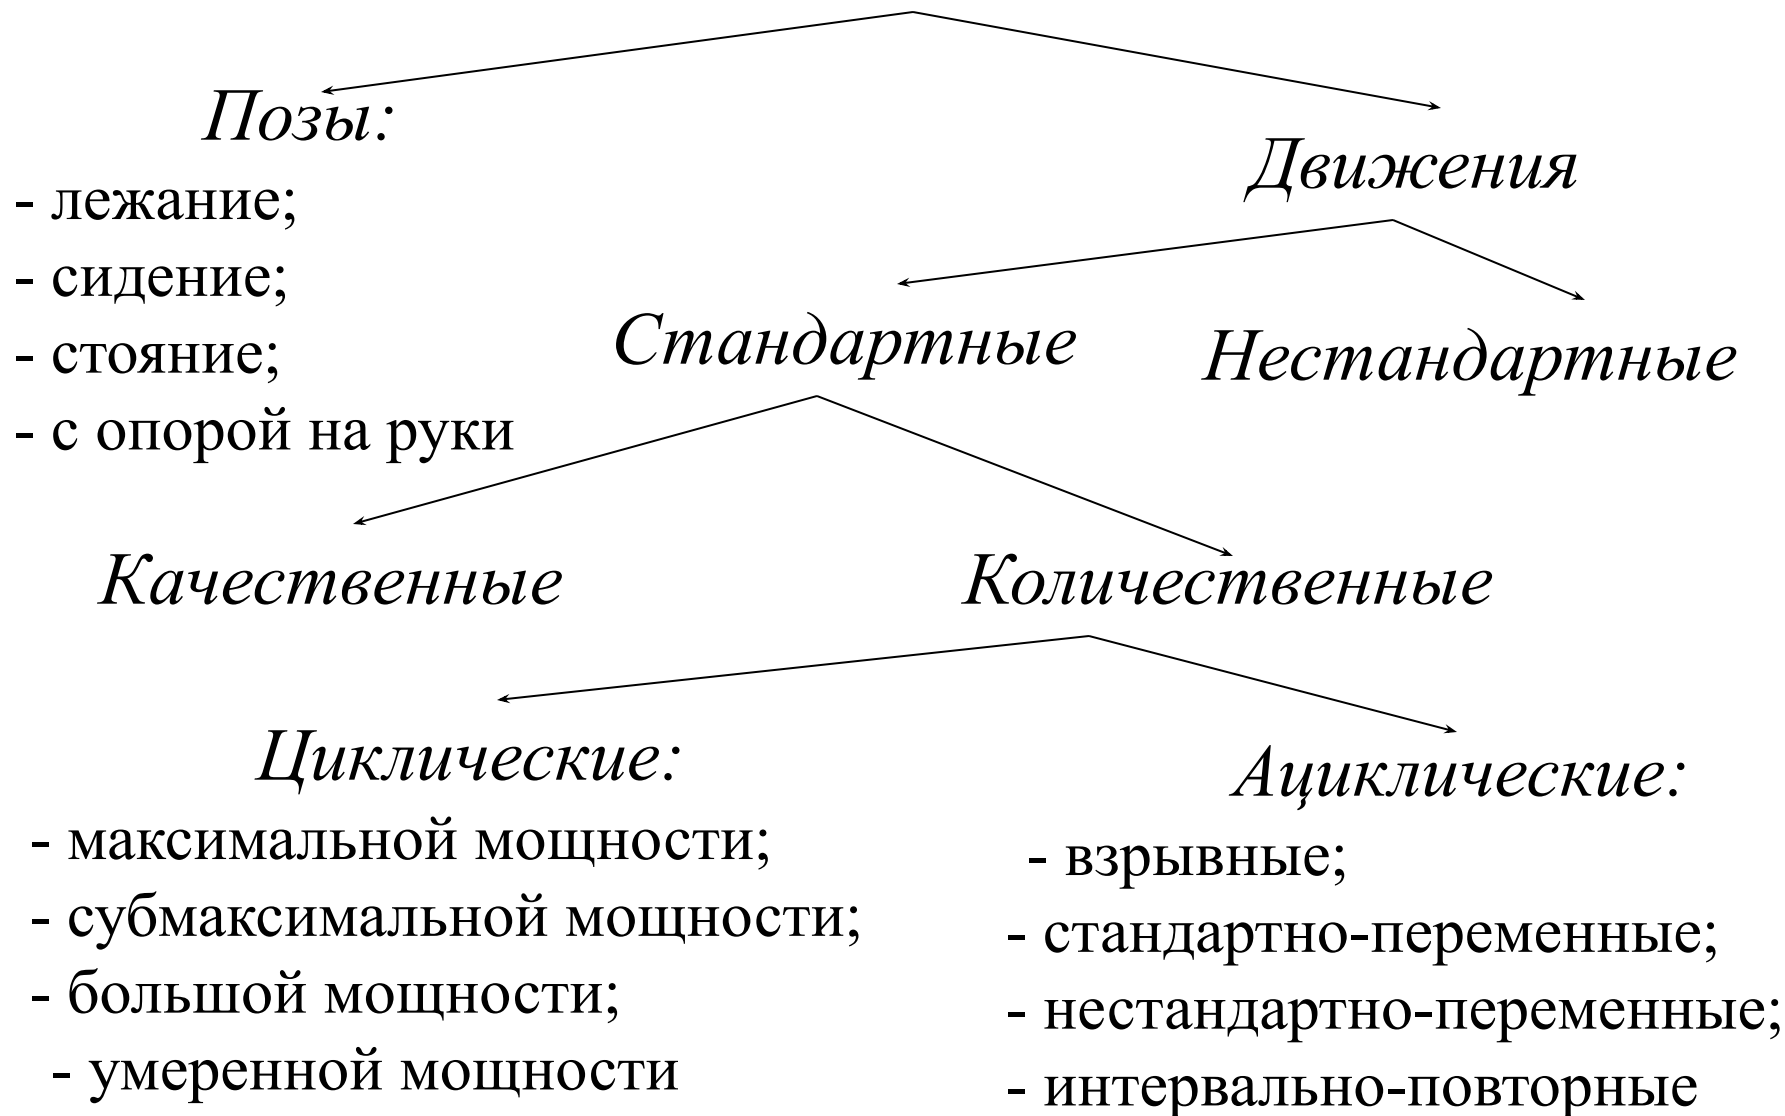 Позы:
- лежание;
- сидение;
- стояние;
- с опорой на руки
Движения
Стандартные
Нестандартные
Качественные
Количественные
Циклические:
- максимальной мощности;
- субмаксимальной мощности;
- большой мощности;
- умеренной мощности
Ациклические:
- взрывные;
- стандартно-переменные;
- нестандартно-переменные;
- интервально-повторные